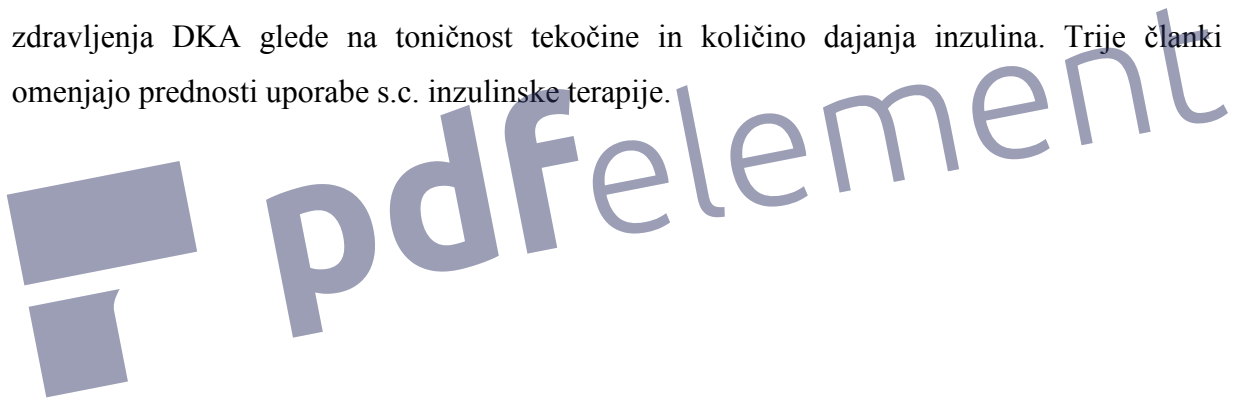 zdravljenja DKA glede na toničnost tekočine in količino dajanja inzulina. Trije članki
omenjajo prednosti uporabe s.c. inzulinske terapije.
pdfelement